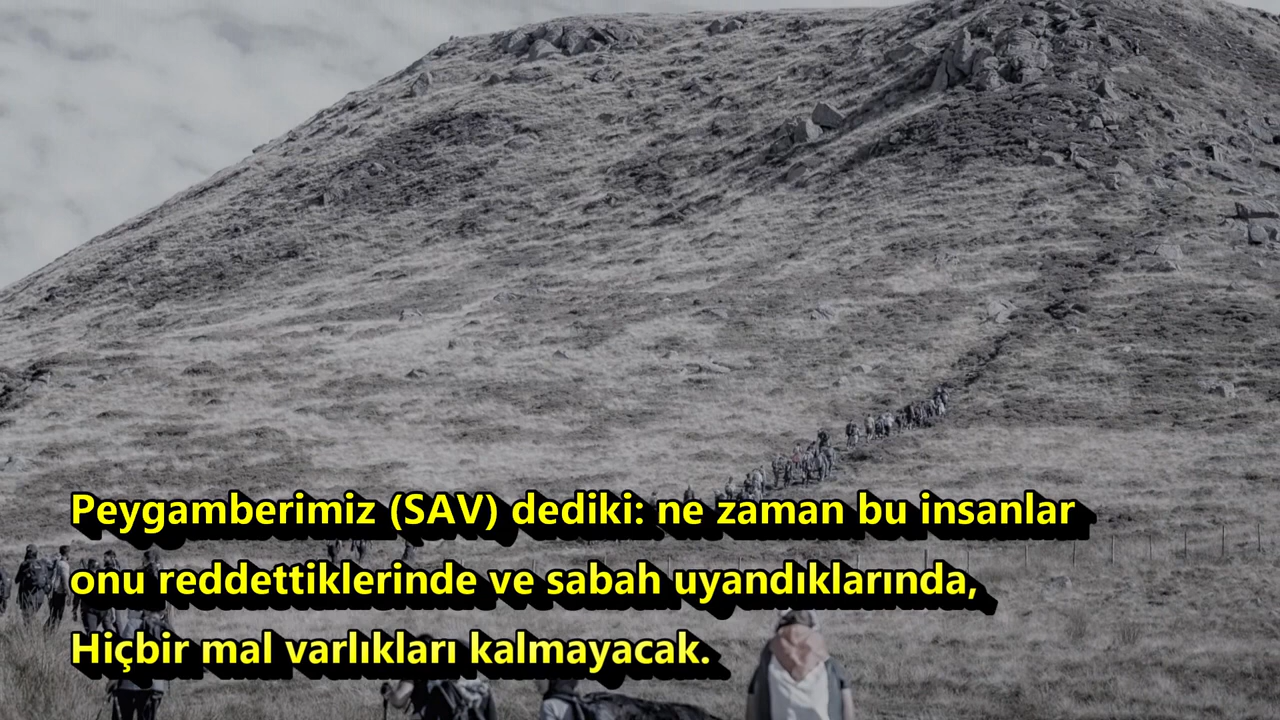 Peygamberimiz (SAV) dediki: ne zaman bu insanlar
onu reddettiklerinde ve sabah uyandıklarında,
Hiçbir mal varlıkları kalmayacak.